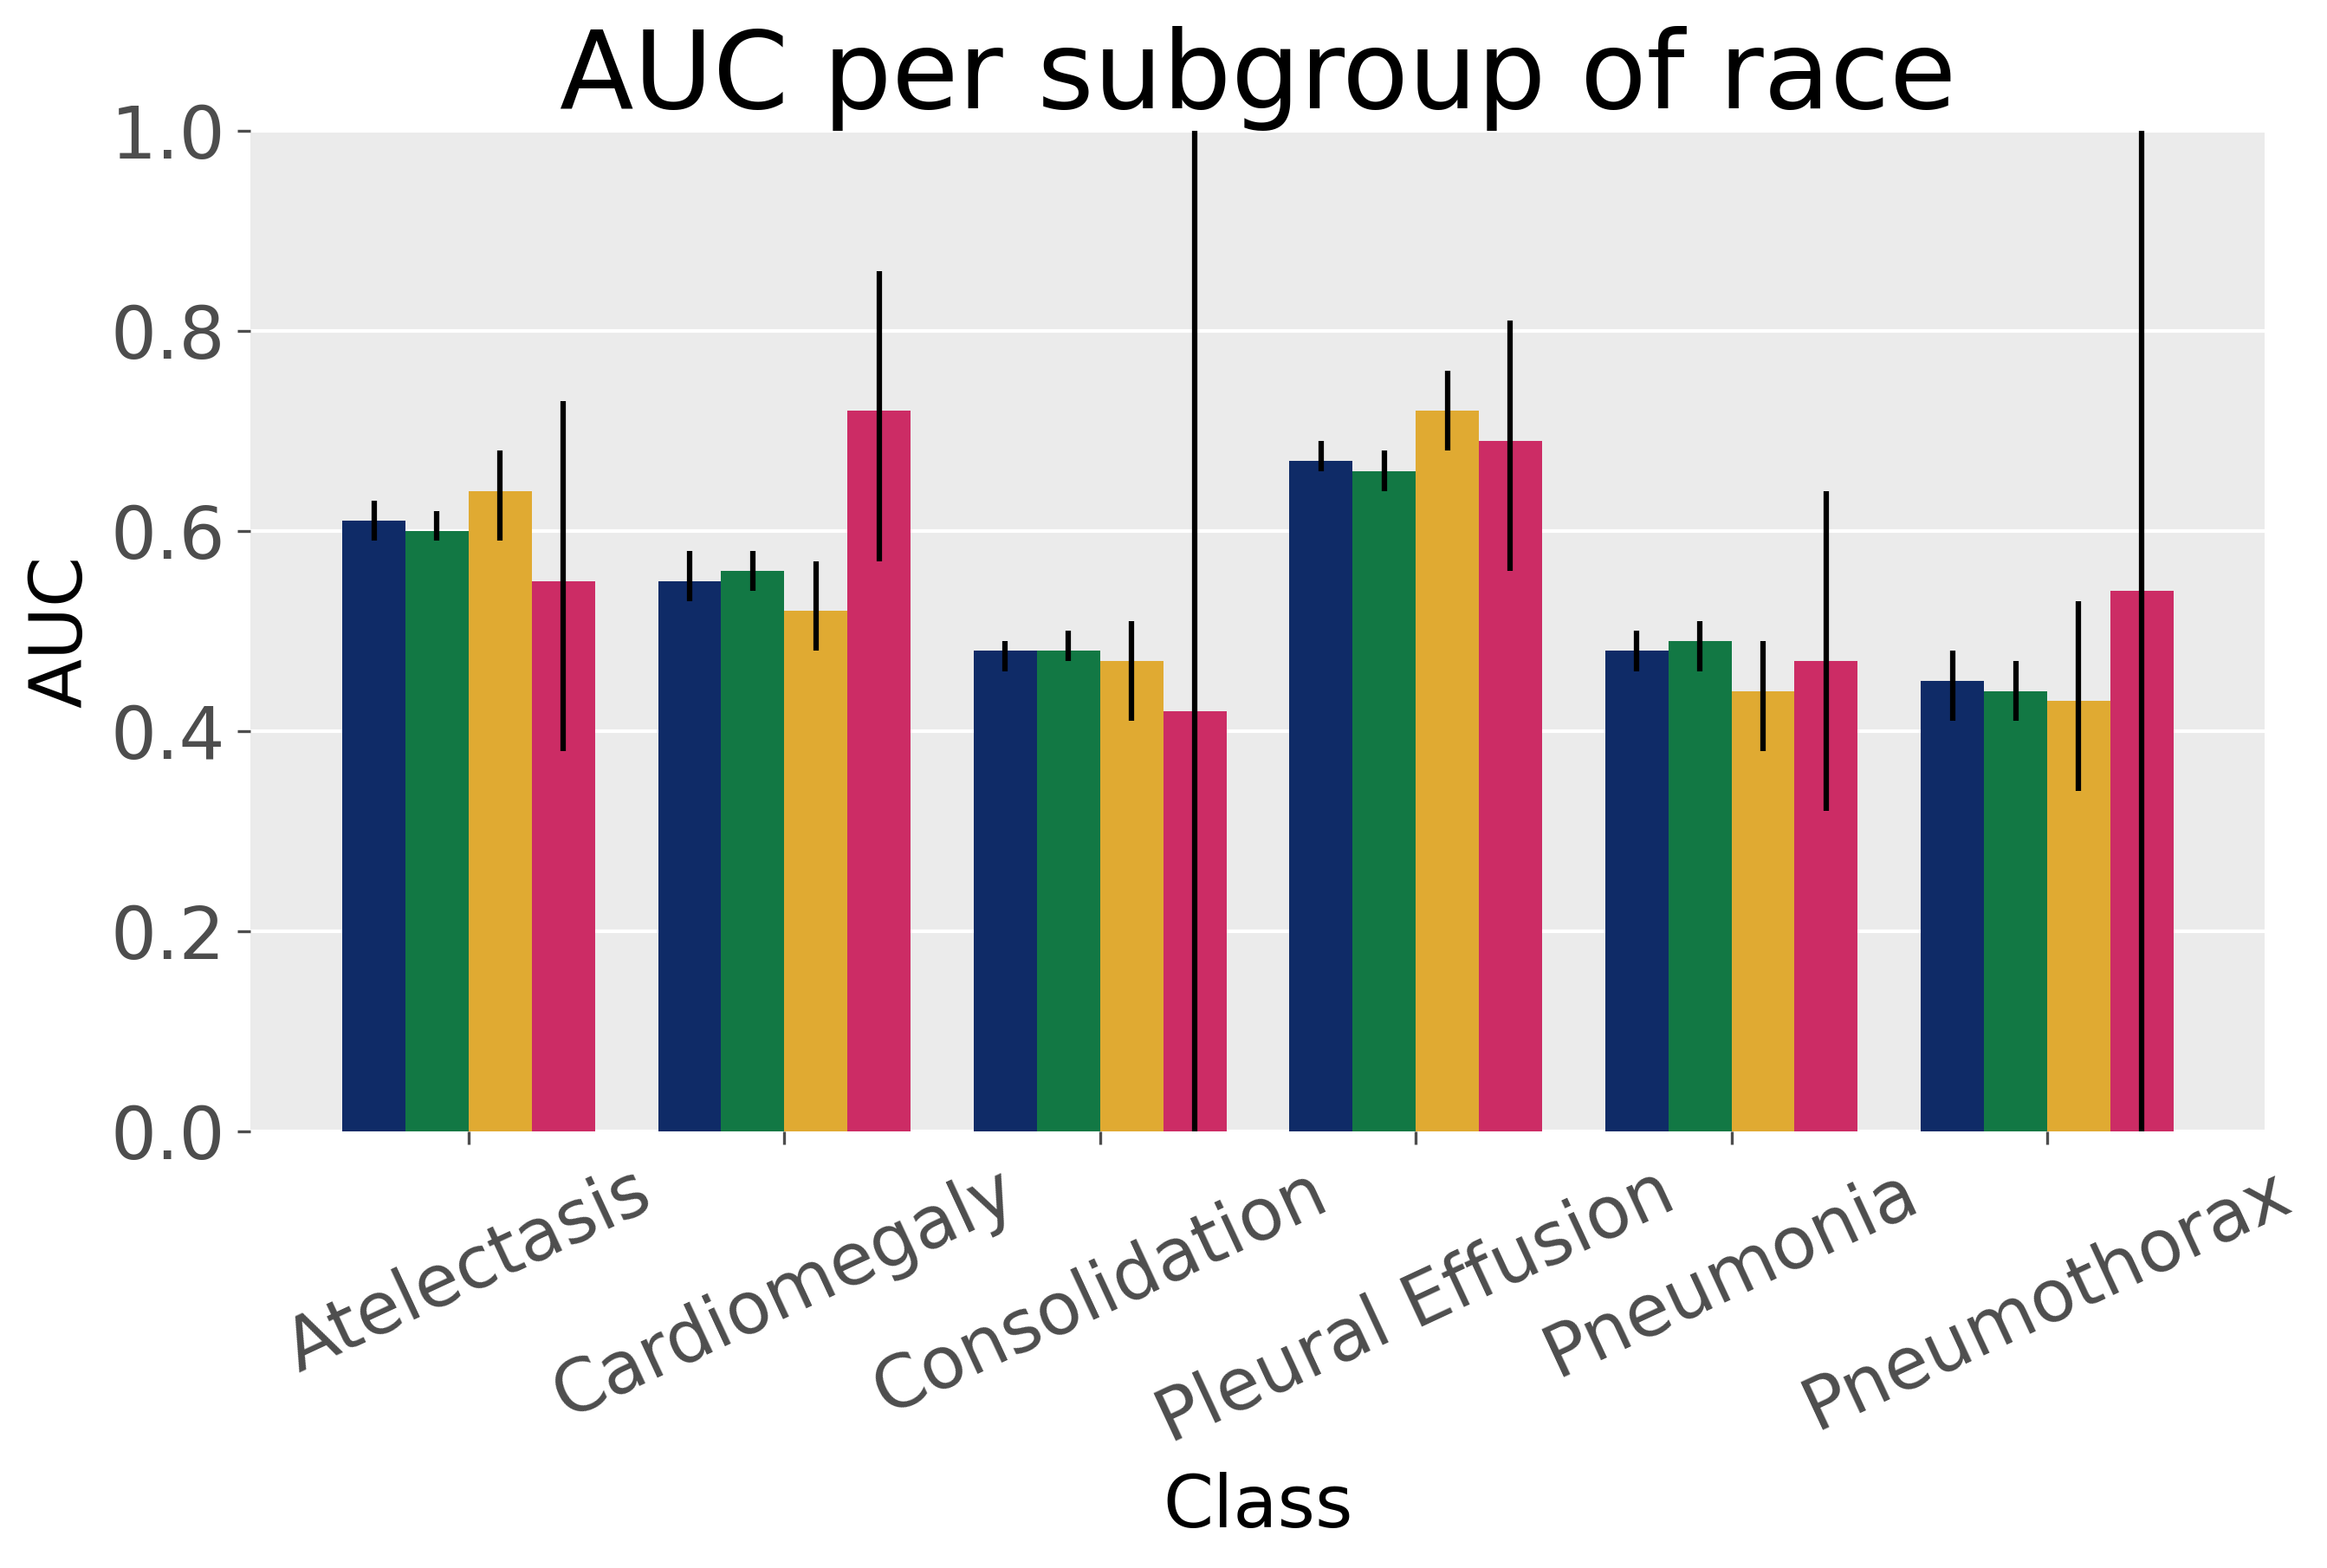 AUC per subgroup of race
1.0
0.8
0.6
0.4
0.2
0.0
AUC
Atelectasis
Cardiomegaly
Consolidation
Pleural Effusion
Pneumonia
Pneumothorax
Class